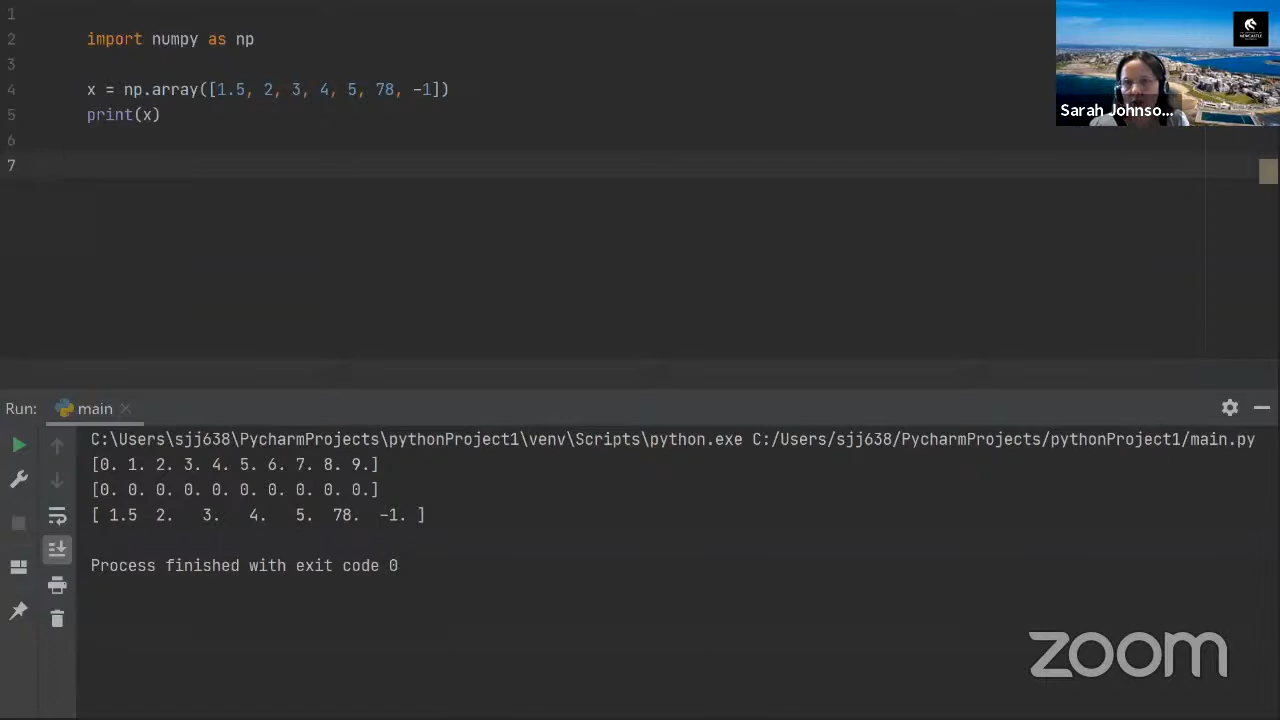 1
2 import numpy as np
3
4 x = np.array([1.5, 2, 3, 4, 5, 78, -1])
5 print(x)
6
7
NEWCASTLE
Sarah Johnso...
Run: main
C:\Users\sjj638\PycharmProjects\pythonProject1\venv\Scripts\python.exe C:/Users/sjj638/PycharmProjects/pythonProject1/main.py
[0. 1. 2. 3. 4. 5. 6. 7. 8. 9.]
[0. 0. 0. 0. 0. 0. 0. 0. 0. 0.]
[ 1.5  2.   3.   4.   5.  78.  -1. ]
Process finished with exit code 0
zoom